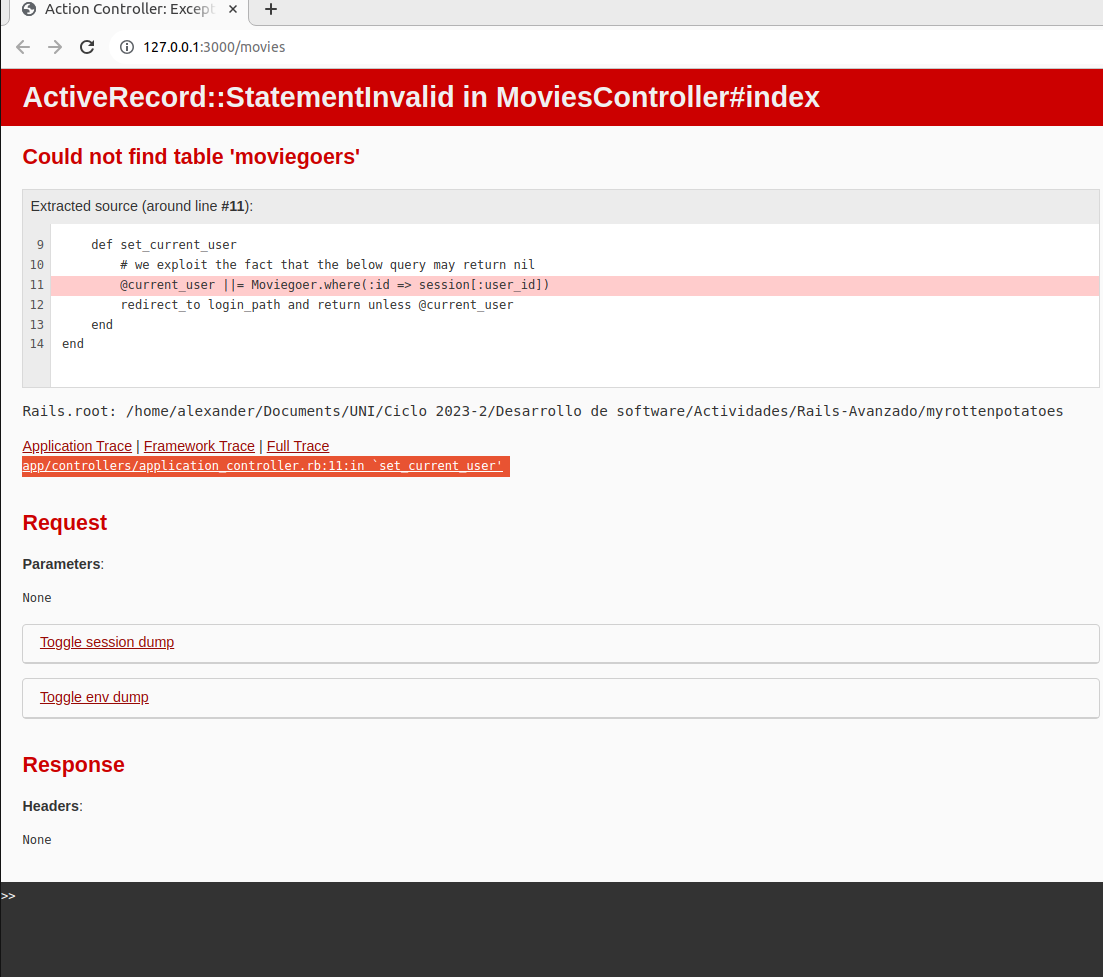 Action Controller: Excep
127.0.0.1:3000/movies
ActiveRecord::StatementInvalid in MoviesController#index
Could not find table 'moviegoers'
Extracted source (around line #11):
9     def set_current_user
10         # we exploit the fact that the below query may return nil
11         @current_user ||= Moviegoer.where(:id => session[:user_id])
12         redirect_to login_path and return unless @current_user
13     end
14 end
Rails.root: /home/alexander/Documents/UNI/Ciclo 2023-2/Desarrollo de software/Actividades/Rails-Avanzado/myrottenpotatoes
Application Trace | Framework Trace | Full Trace
app/controllers/application_controller.rb:11:in `set_current_user'
Request
Parameters:
None
Toggle session dump
Toggle env dump
Response
Headers:
None
>>